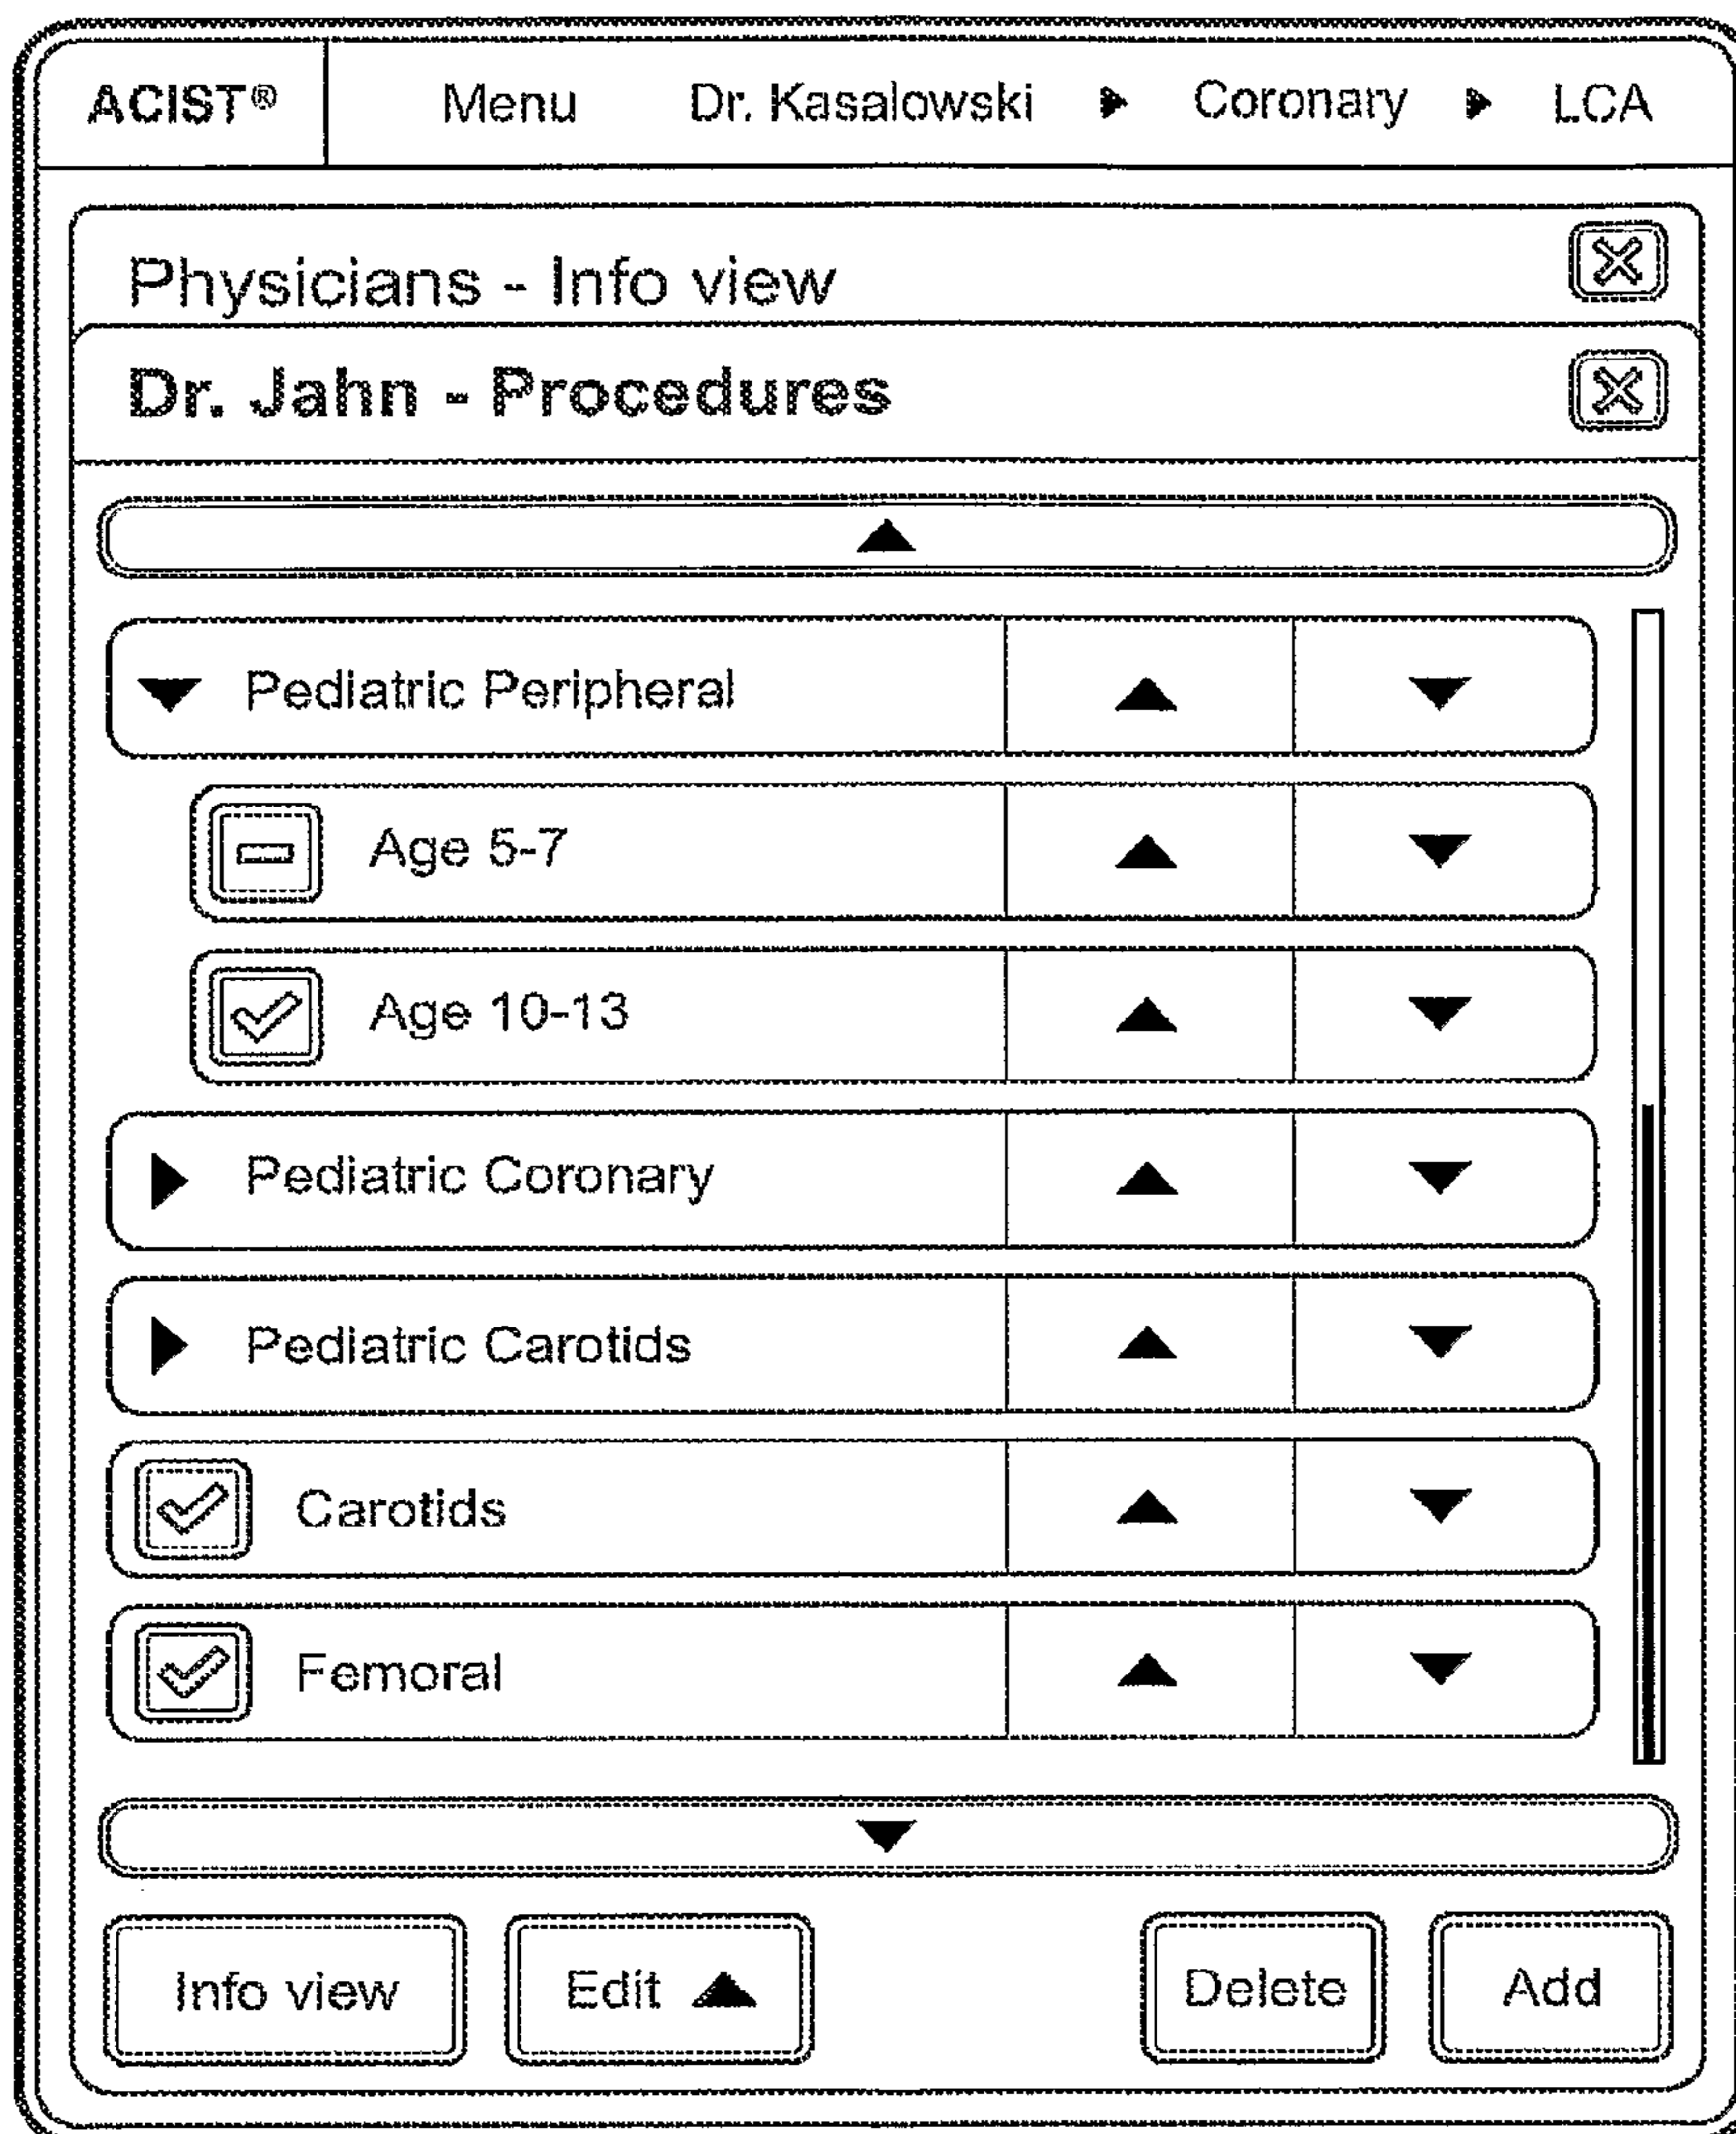 ACIST® Menu Dr. Kasalowski Coronary LCA
Physicians - Info view
Dr. Jahn - Procedures
Pediatric Peripheral
Age 5-7
Age 10-13
Pediatric Coronary
Pediatric Carotids
Carotids
Femoral
Info view Edit Delete Add